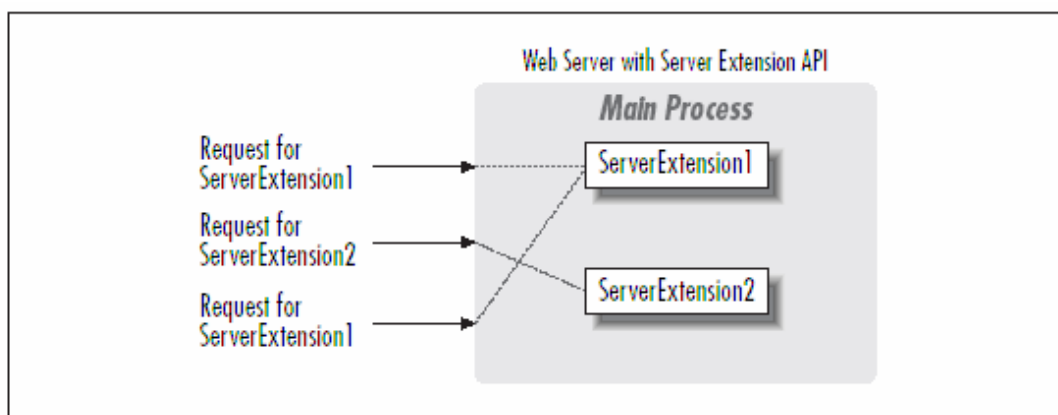 Web Server with Server Extension API
Main Process
Request for
ServerExtension1
ServerExtension1
Request for
ServerExtension2
ServerExtension2
Request for
ServerExtension1